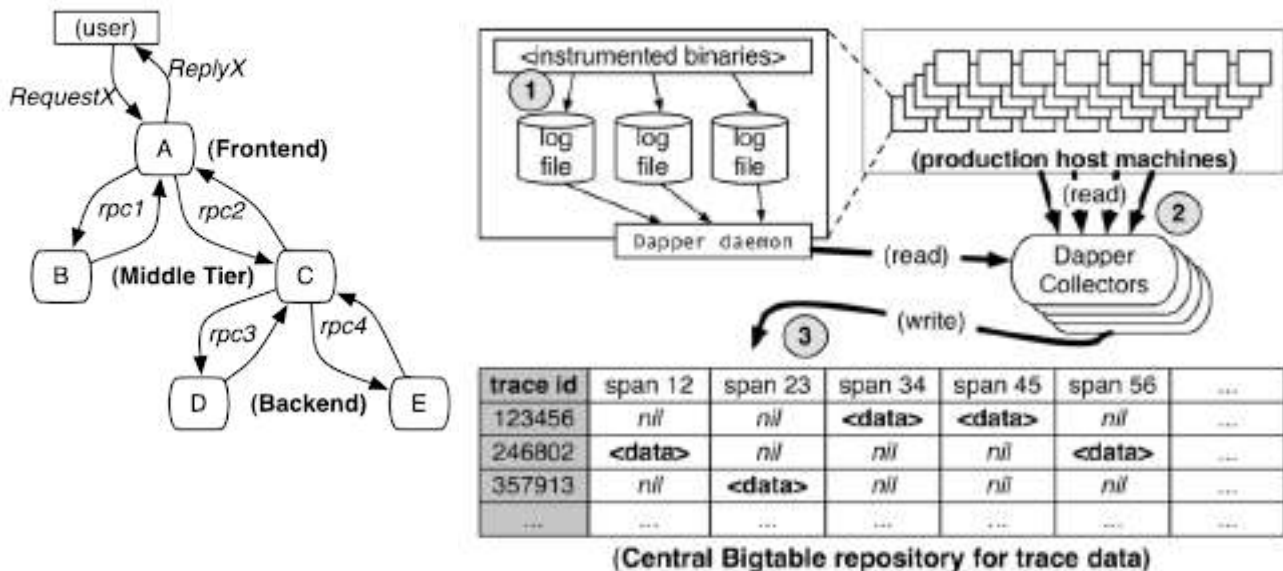 (user)
ReplyX
RequestX
A
(Frontend)
rpc1
rpc2
B
(Middle Tier)
C
rpc3
rpc4
D
(Backend)
E
<instrumented binaries>
1
log file
log file
log file
Dapper daemon
(production host machines)
(read)
2
(read)
Dapper
Collectors
(write)
3
trace id span 12 span 23 span 34 span 45 span 56 ...
123456 nil nil <data> <data> nil ...
246802 <data> nil nil nil <data> ...
357913 nil <data> nil nil nil ...
... ... ... ... ... ... ...
(Central Bigtable repository for trace data)